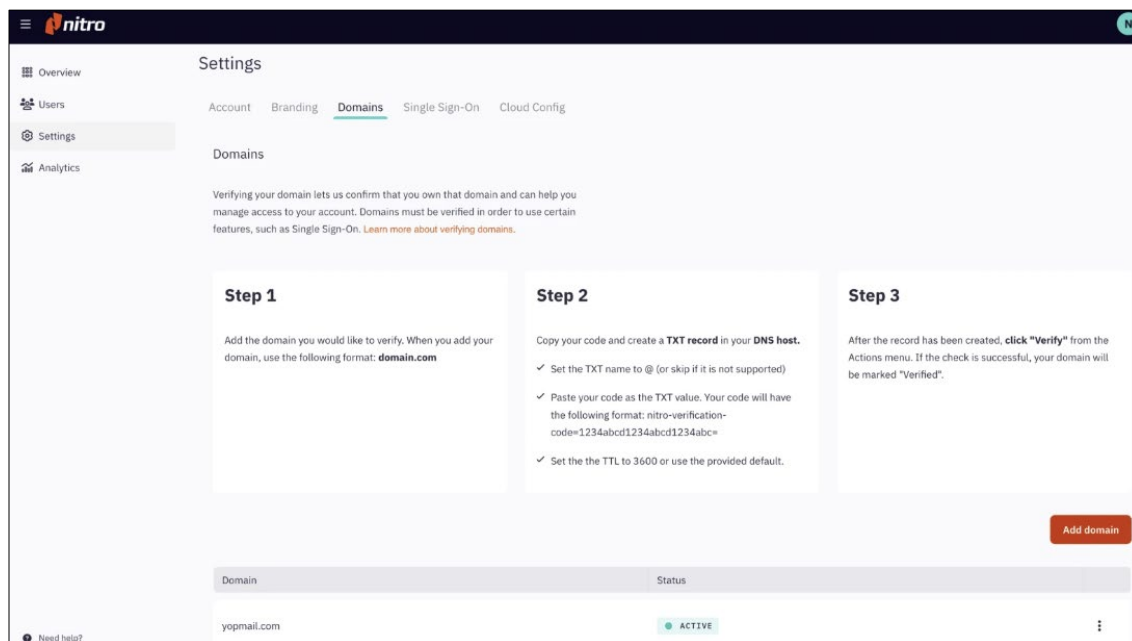 nitro
N
Overview
Users
Settings
Analytics
Need help?
Settings
Account Branding Domains Single Sign-On Cloud Config
Domains
Verifying your domain lets us confirm that you own that domain and can help you
manage access to your account. Domains must be verified in order to use certain
features, such as Single Sign-On. Learn more about verifying domains.
Step 1
Add the domain you would like to verify. When you add your
domain, use the following format: domain.com
Step 2
Copy your code and create a TXT record in your DNS host.
Set the TXT name to @ (or skip if it is not supported)
Paste your code as the TXT value. Your code will have
the following format: nitro-verification-
code=1234abcd1234abcd1234abc=
Set the the TTL to 3600 or use the provided default.
Step 3
After the record has been created, click "Verify" from the
Actions menu. If the check is successful, your domain will
be marked "Verified".
Add domain
Domain Status
yopmail.com ACTIVE